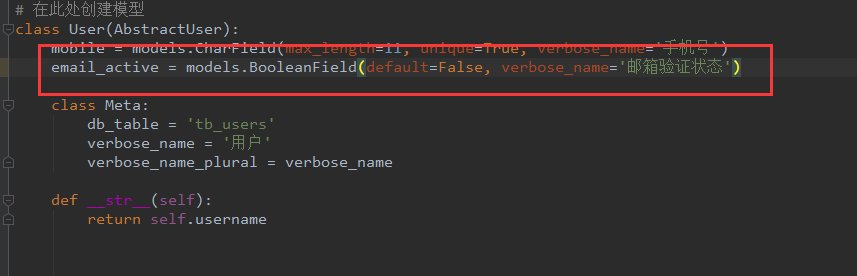 # 在此处创建模型
class User(AbstractUser):
mobile = models.CharField(max_length=11, unique=True, verbose_name='手机号')
email_active = models.BooleanField(default=False, verbose_name='邮箱验证状态')
class Meta:
db_table = 'tb_users'
verbose_name = '用户'
verbose_name_plural = verbose_name
def __str__(self):
return self.username